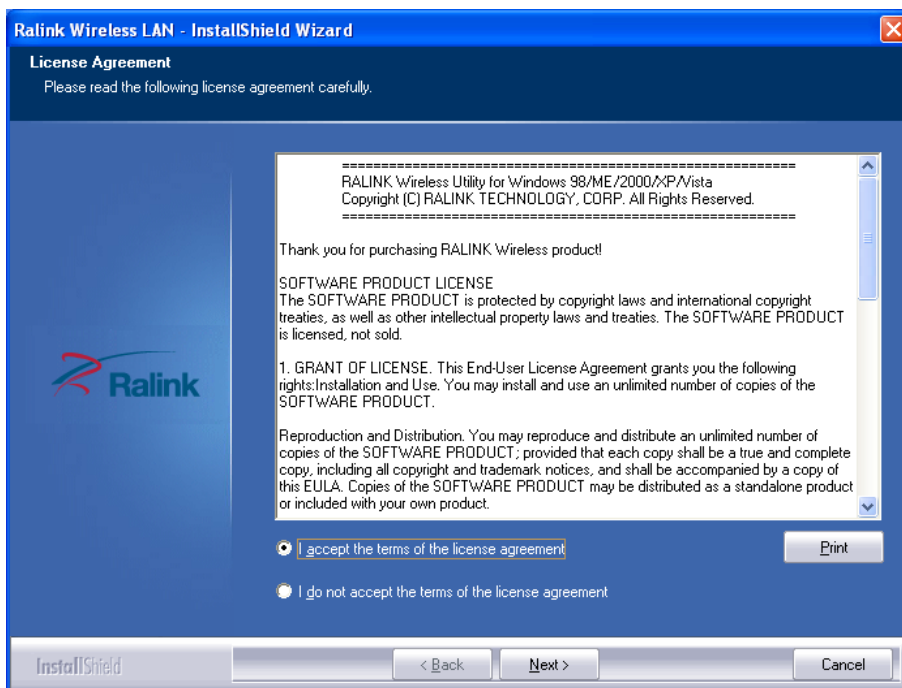 Ralink Wireless LAN - InstallShield Wizard
License Agreement
Please read the following license agreement carefully.
================================================================
RALINK Wireless Utility for Windows 98/ME/2000/XP/Vista
Copyright (C) RALINK TECHNOLOGY, CORP. All Rights Reserved.
================================================================
Thank you for purchasing RALINK Wireless product!
SOFTWARE PRODUCT LICENSE
The SOFTWARE PRODUCT is protected by copyright laws and international copyright
treaties, as well as other intellectual property laws and treaties. The SOFTWARE PRODUCT
is licensed, not sold.
1. GRANT OF LICENSE. This End-User License Agreement grants you the following
rights:Installation and Use. You may install and use an unlimited number of copies of the
SOFTWARE PRODUCT.
Reproduction and Distribution. You may reproduce and distribute an unlimited number of
copies of the SOFTWARE PRODUCT; provided that each copy shall be a true and complete
copy, including all copyright and trademark notices, and shall be accompanied by a copy of
this EULA. Copies of the SOFTWARE PRODUCT may be distributed as a standalone product
or included with your own product.
Ralink
I accept the terms of the license agreement
Print
I do not accept the terms of the license agreement
InstallShield
< Back
Next >
Cancel